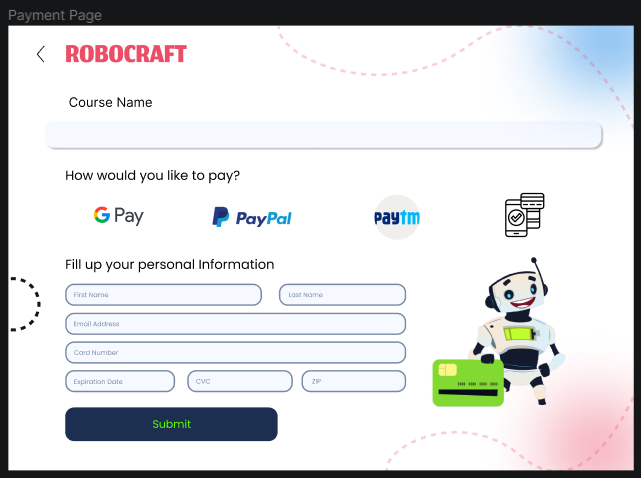 Payment Page
ROBOCRAFT
Course Name
How would you like to pay?
G Pay PayPal paytm
Fill up your personal Information
First Name Last Name
Email Address
Card Number
Expiration Date CVC ZIP
Submit